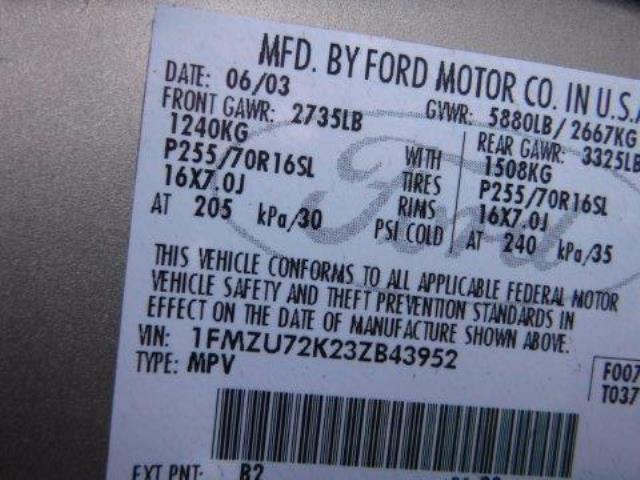 MFD. BY FORD MOTOR CO. IN U.S.A
DATE: 06/03 GVWR: 5880LB/2667KG
FRONT GAWR: 2735LB REAR GAWR: 3325LB
1240KG WITH 1508KG
P255/70R16SL TIRES P255/70R16SL
16X7.0J RIMS 16X7.0J
AT 205 kPa/30 PSI COLD AT 240 kPa/35
Ford
THIS VEHICLE CONFORMS TO ALL APPLICABLE FEDERAL MOTOR
VEHICLE SAFETY AND THEFT PREVENTION STANDARDS IN
EFFECT ON THE DATE OF MANUFACTURE SHOWN ABOVE.
VIN: 1FMZU72K23ZB43952
TYPE: MPV
F007
T037
EXT PNT: B2